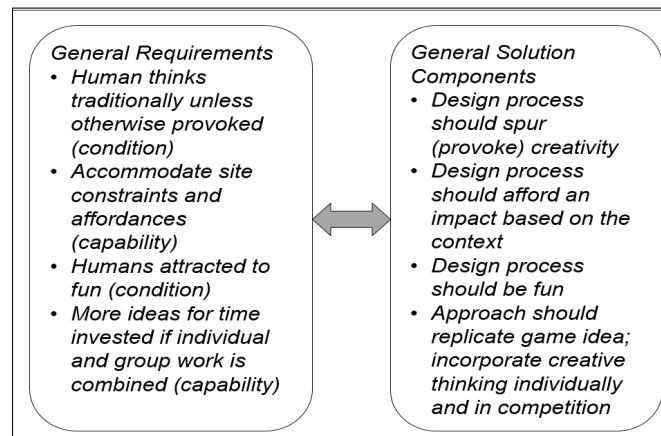 General Requirements
• Human thinks
traditionally unless
otherwise provoked
(condition)
• Accommodate site
constraints and
affordances
(capability)
• Humans attracted to
fun (condition)
• More ideas for time
invested if individual
and group work is
combined (capability)
General Solution
Components
• Design process
should spur
(provoke) creativity
• Design process
should afford an
impact based on the
context
• Design process
should be fun
• Approach should
replicate game idea;
incorporate creative
thinking individually
and in competition